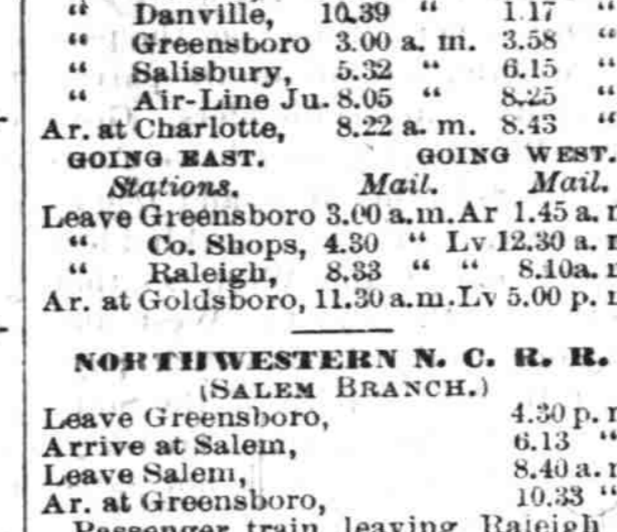 “ Danville, 10.39 “ 1.17 “
“ Greensboro 3.00 a. m. 3.58 “
“ Salisbury, 5.32 “ 6.15 “
“ Air-Line Ju. 8.05 “ 8.25 “
Ar. at Charlotte, 8.22 a. m. 8.43 “
GOING EAST. GOING WEST.
Stations. Mail. Mail.
Leave Greensboro 3.00 a.m. Ar 1.45 a.
“ Co. Shops, 4.30 “ Lv 12.30 a.
“ Raleigh, 8.33 “ “ 8.10a.
Ar. at Goldsboro, 11.30 a.m. Lv 5.00 p.
NORTHWESTERN N. C. R. R.
(SALEM BRANCH.)
Leave Greensboro, 4.30 p.
Arrive at Salem, 6.13 “
Leave Salem, 8.40 a.
Ar. at Greensboro, 10.33 “
Passenger train leaving Raleigh